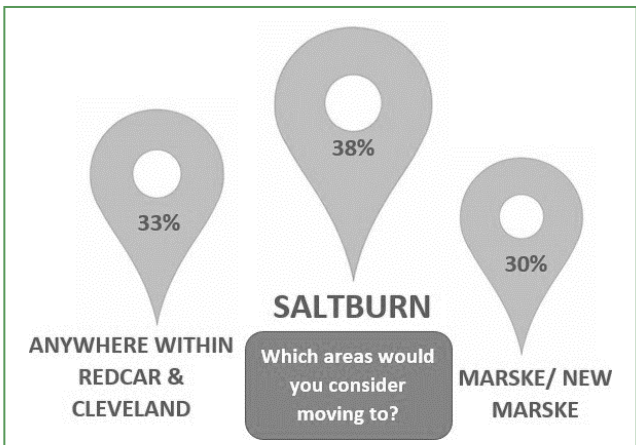 38%
33%
30%
SALTBURN
ANYWHERE WITHIN
REDCAR &
CLEVELAND
Which areas would
you consider
moving to?
MARSKE/ NEW
MARSKE